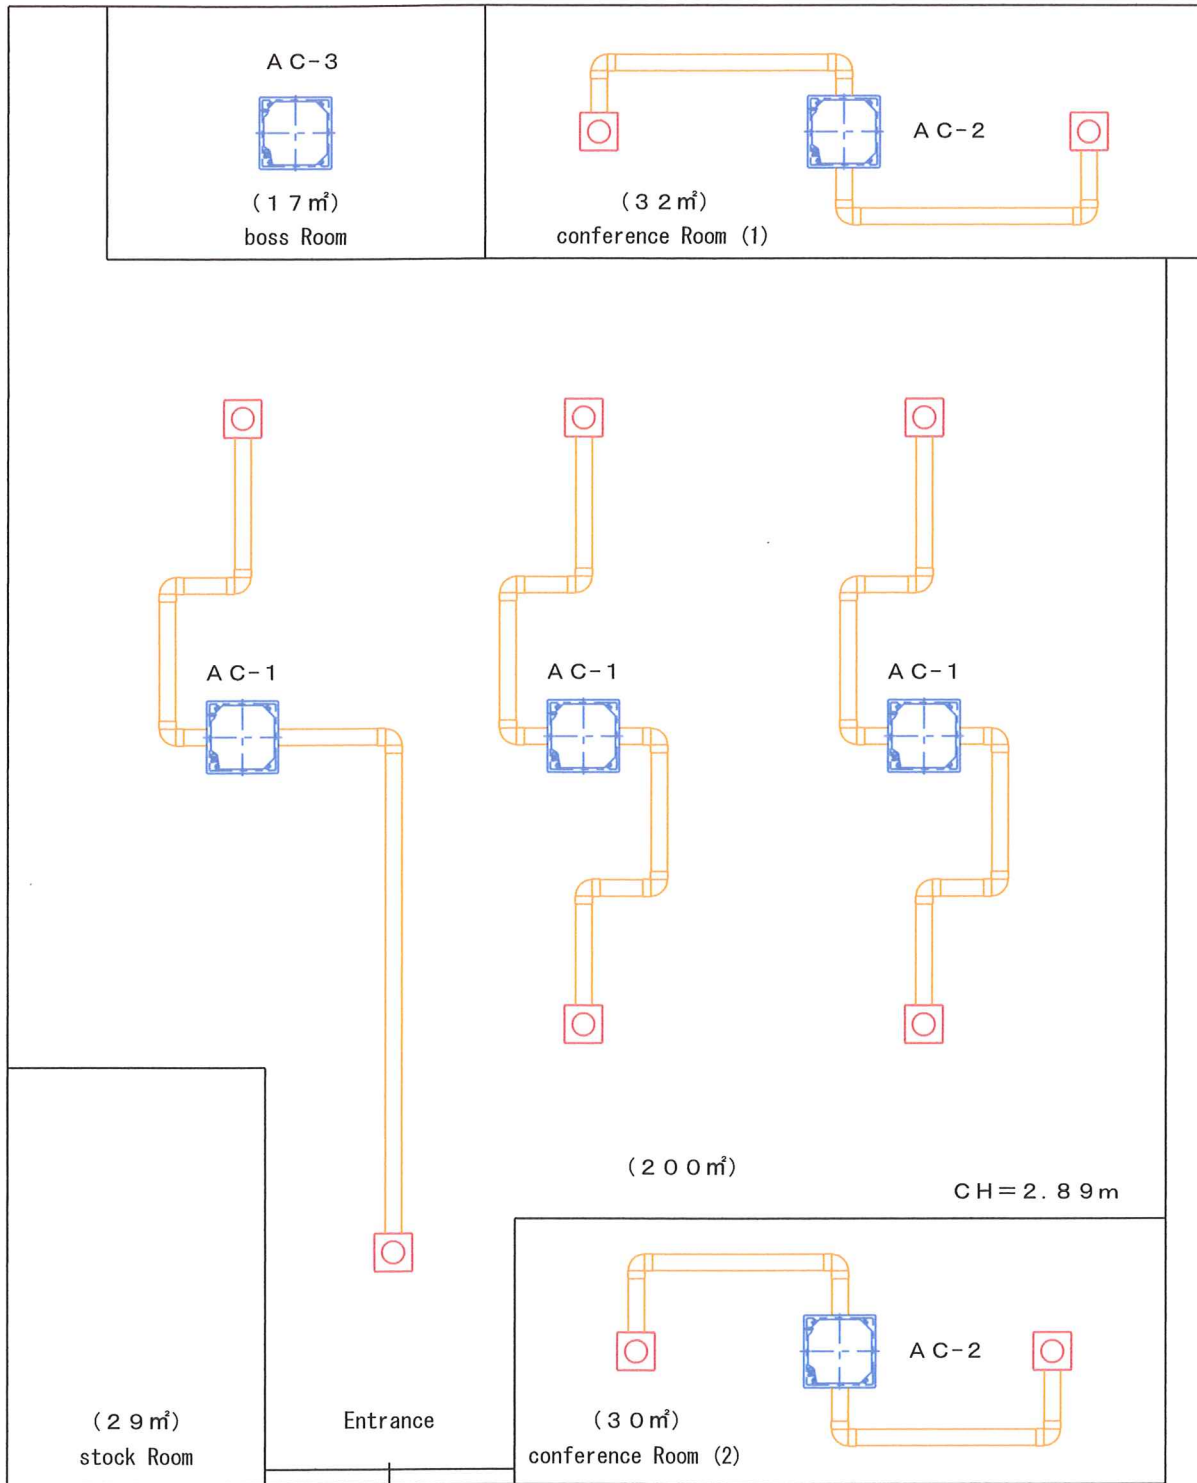 AC-3
(17㎡)
boss Room
AC-2
(32㎡)
conference Room (1)
AC-1
AC-1
AC-1
(200㎡)
CH=2.89m
(29㎡)
stock Room
Entrance
AC-2
(30㎡)
conference Room (2)